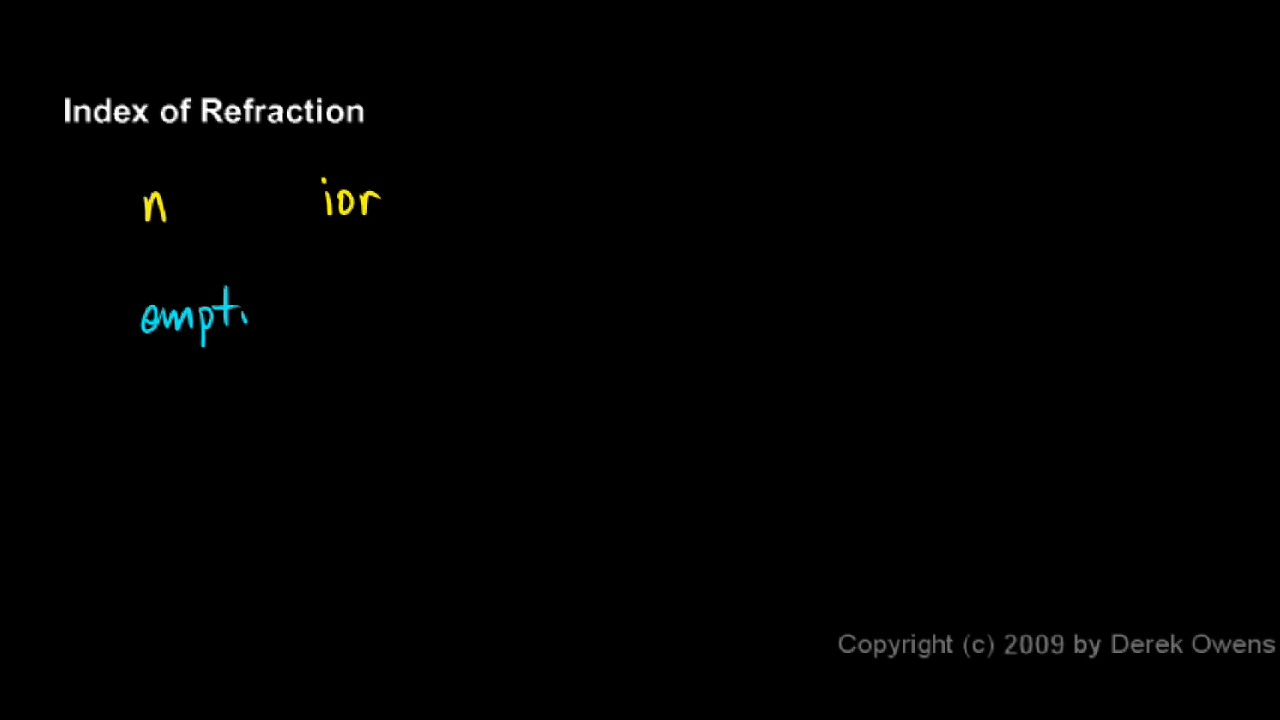 Index of Refraction
n ior
empt
Copyright (c) 2009 by Derek Owens